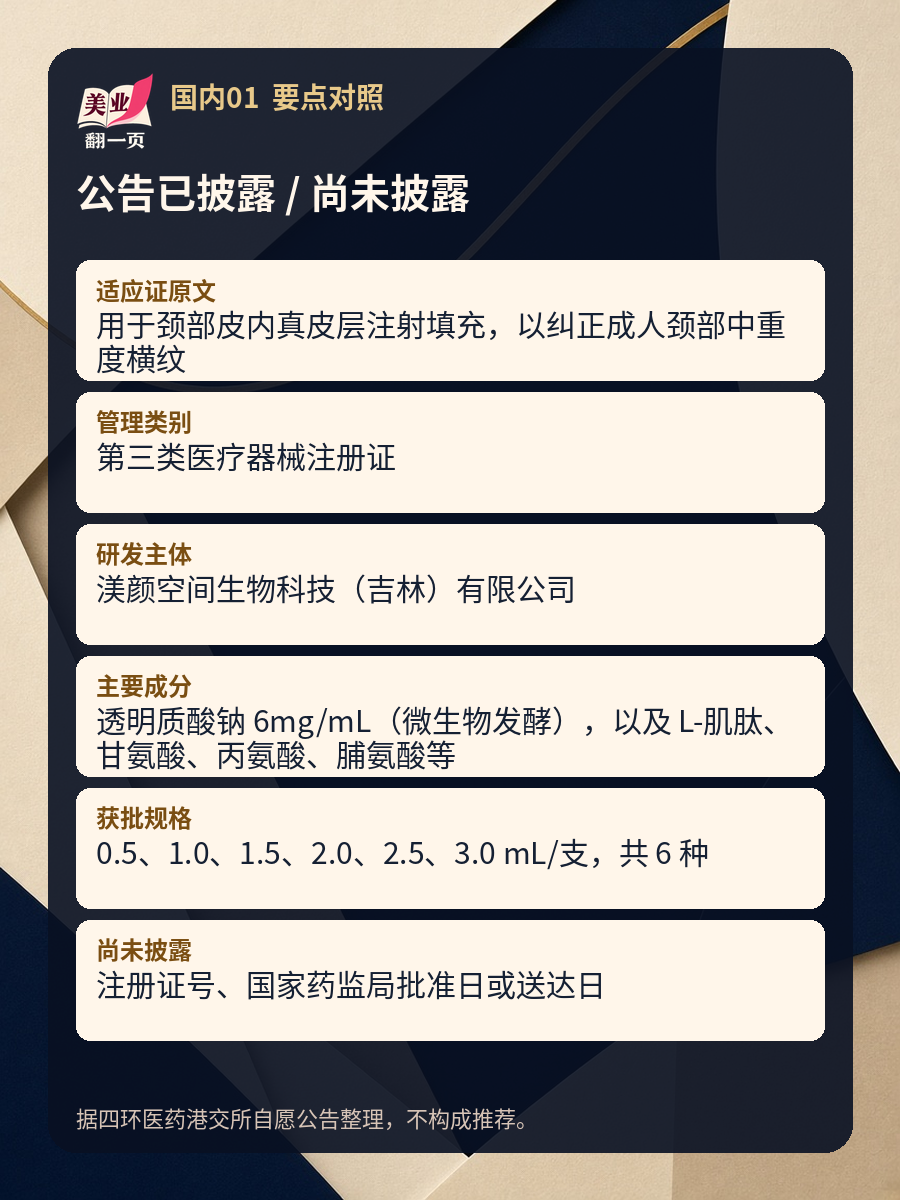 美业
翻一页
国内01 要点对照
公告已披露 / 尚未披露
适应证原文
用于颈部皮内真皮层注射填充，以纠正成人颈部中重
度横纹
管理类别
第三类医疗器械注册证
研发主体
渼颜空间生物科技（吉林）有限公司
主要成分
透明质酸钠 6mg/mL（微生物发酵），以及 L-肌肽、
甘氨酸、丙氨酸、脯氨酸等
获批规格
0.5、1.0、1.5、2.0、2.5、3.0 mL/支，共 6 种
尚未披露
注册证号、国家药监局批准日或送达日
据四环医药港交所自愿公告整理，不构成推荐。